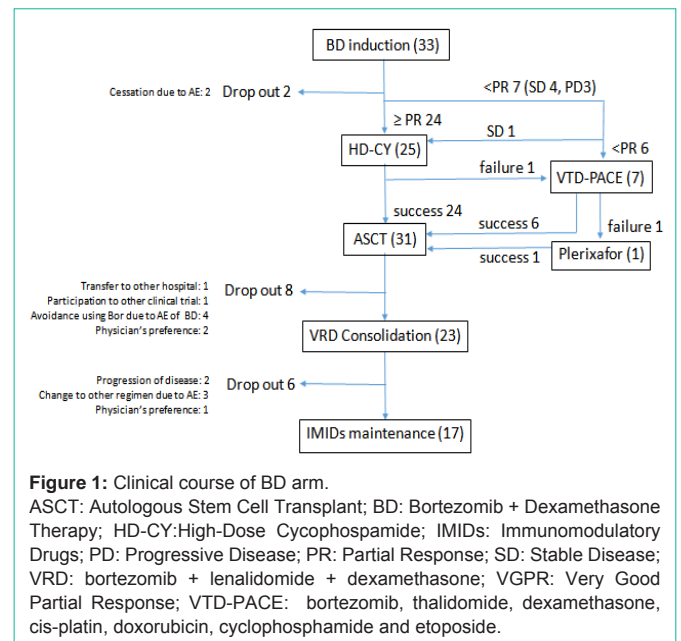 BD induction (33)
Cessation due to AE: 2
Drop out 2
<PR 7 (SD 4, PD3)
≥ PR 24
SD 1
<PR 6
HD-CY (25)
failure 1
VTD-PACE (7)
success 24
success 6
failure 1
ASCT (31)
success 1
Plerixafor (1)
Transfer to other hospital: 1
Participation to other clinical trial: 1
Avoidance using Bor due to AE of BD: 4
Physician's preference: 2
Drop out 8
VRD Consolidation (23)
Progression of disease: 2
Change to other regimen due to AE: 3
Physician's preference: 1
Drop out 6
IMIDs maintenance (17)
Figure 1: Clinical course of BD arm.
ASCT: Autologous Stem Cell Transplant; BD: Bortezomib + Dexamethasone
Therapy; HD-CY:High-Dose Cycophospamide; IMIDs: Immunomodulatory
Drugs; PD: Progressive Disease; PR: Partial Response; SD: Stable Disease;
VRD: bortezomib + lenalidomide + dexamethasone; VGPR: Very Good
Partial Response; VTD-PACE: bortezomib, thalidomide, dexamethasone,
cis-platin, doxorubicin, cyclophosphamide and etoposide.